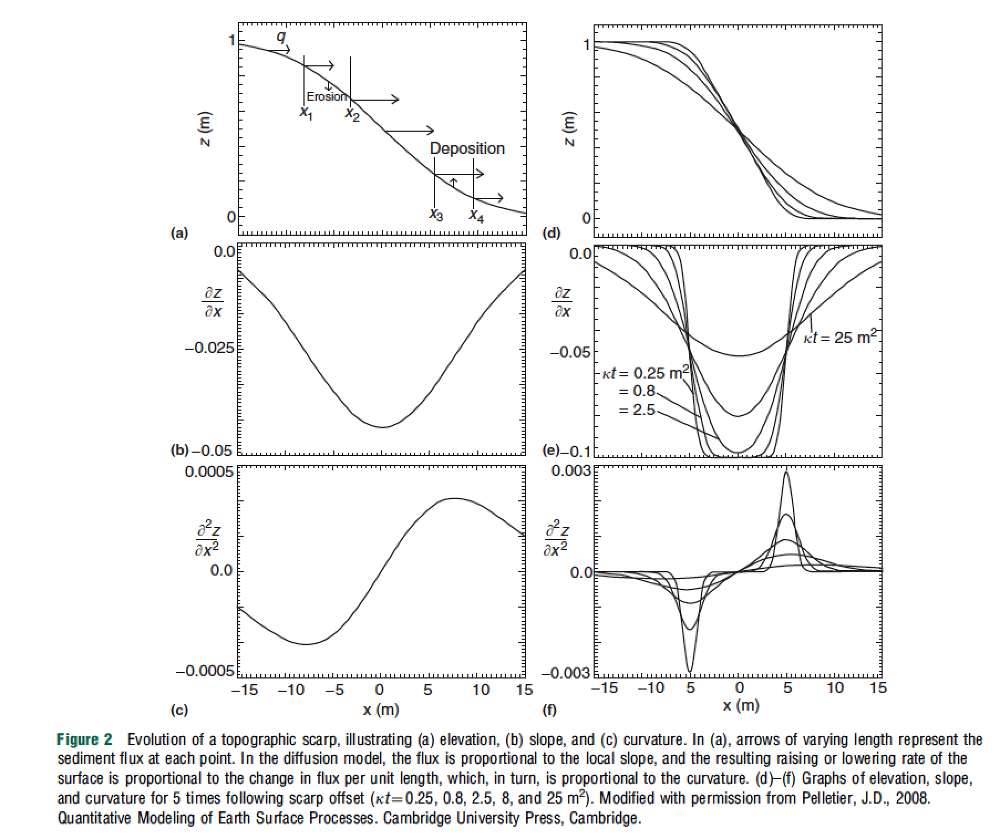 1
q
x1
Erosion
x2
z (m)
Deposition
x3
x4
0
(a)
1
z (m)
0
(d)
0.0
∂z
∂x
−0.025
(b) −0.05
0.0
∂z
∂x
κt = 25 m²
−0.05
κt = 0.25 m²
= 0.8
= 2.5
(e) −0.1
0.0005
∂²z
∂x²
0.0
−0.0005
−15 −10 −5 0 5 10 15
x (m)
(c)
0.003
∂²z
∂x²
0.0
−0.003
−15 −10 5 0 5 10 15
x (m)
(f)
Figure 2 Evolution of a topographic scarp, illustrating (a) elevation, (b) slope, and (c) curvature. In (a), arrows of varying length represent the
sediment flux at each point. In the diffusion model, the flux is proportional to the local slope, and the resulting raising or lowering rate of the
surface is proportional to the change in flux per unit length, which, in turn, is proportional to the curvature. (d)–(f) Graphs of elevation, slope,
and curvature for 5 times following scarp offset (κt=0.25, 0.8, 2.5, 8, and 25 m²). Modified with permission from Pelletier, J.D., 2008.
Quantitative Modeling of Earth Surface Processes. Cambridge University Press, Cambridge.